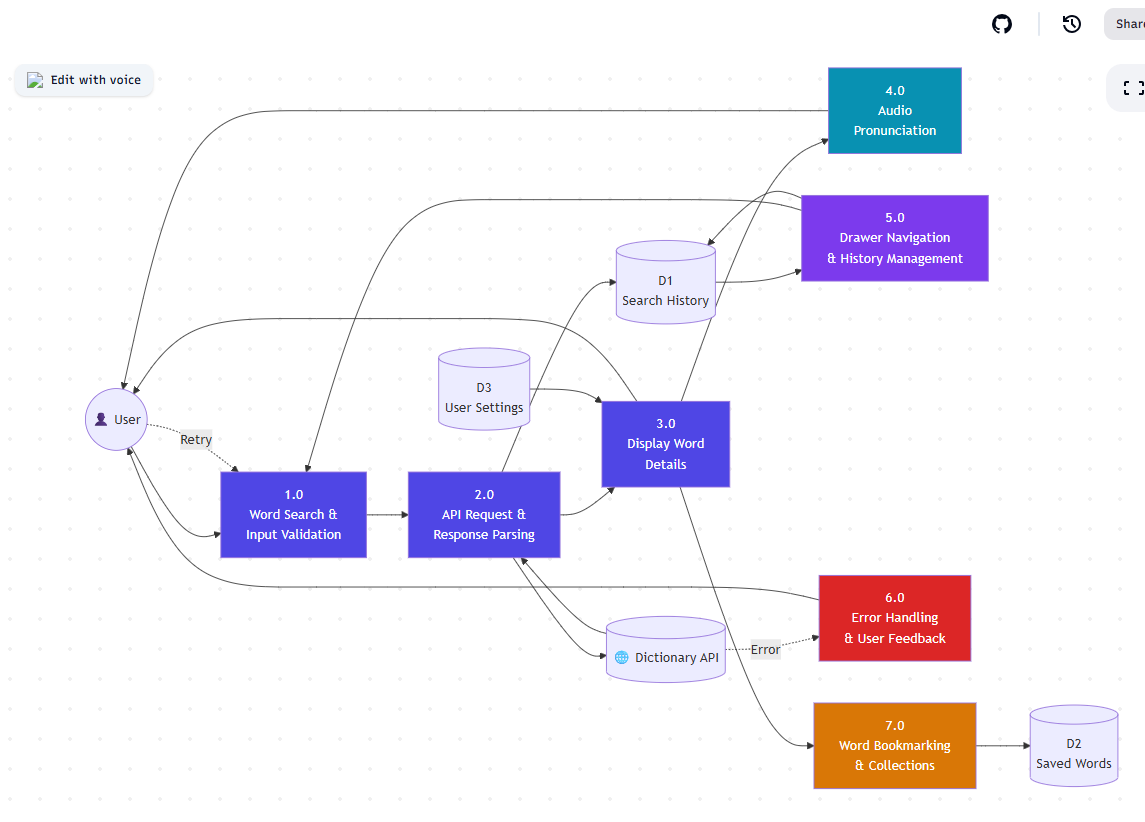 Share
Edit with voice
4.0
Audio
Pronunciation
5.0
Drawer Navigation
& History Management
D1
Search History
D3
User Settings
User
Retry
3.0
Display Word
Details
1.0
Word Search &
Input Validation
2.0
API Request &
Response Parsing
6.0
Error Handling
& User Feedback
Dictionary API
Error
7.0
Word Bookmarking
& Collections
D2
Saved Words